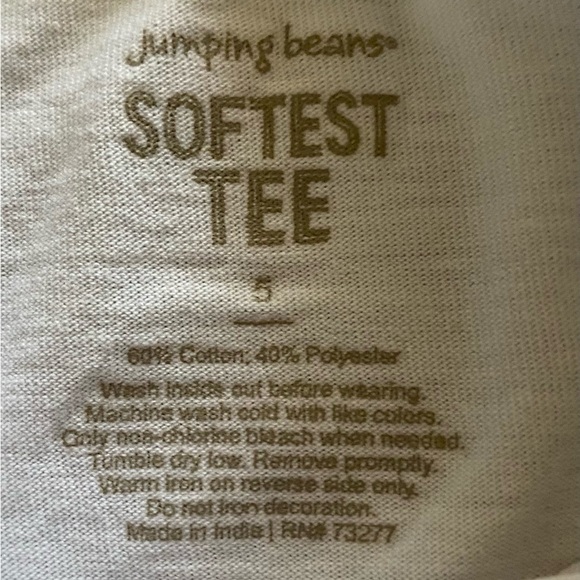 jumping beans®
SOFTEST
TEE
5
60% Cotton; 40% Polyester
Wash inside out before wearing.
Machine wash cold with like colors.
Only non-chlorine bleach when needed.
Tumble dry low. Remove promptly.
Warm iron on reverse side only.
Do not iron decoration.
Made in India | RN# 73277